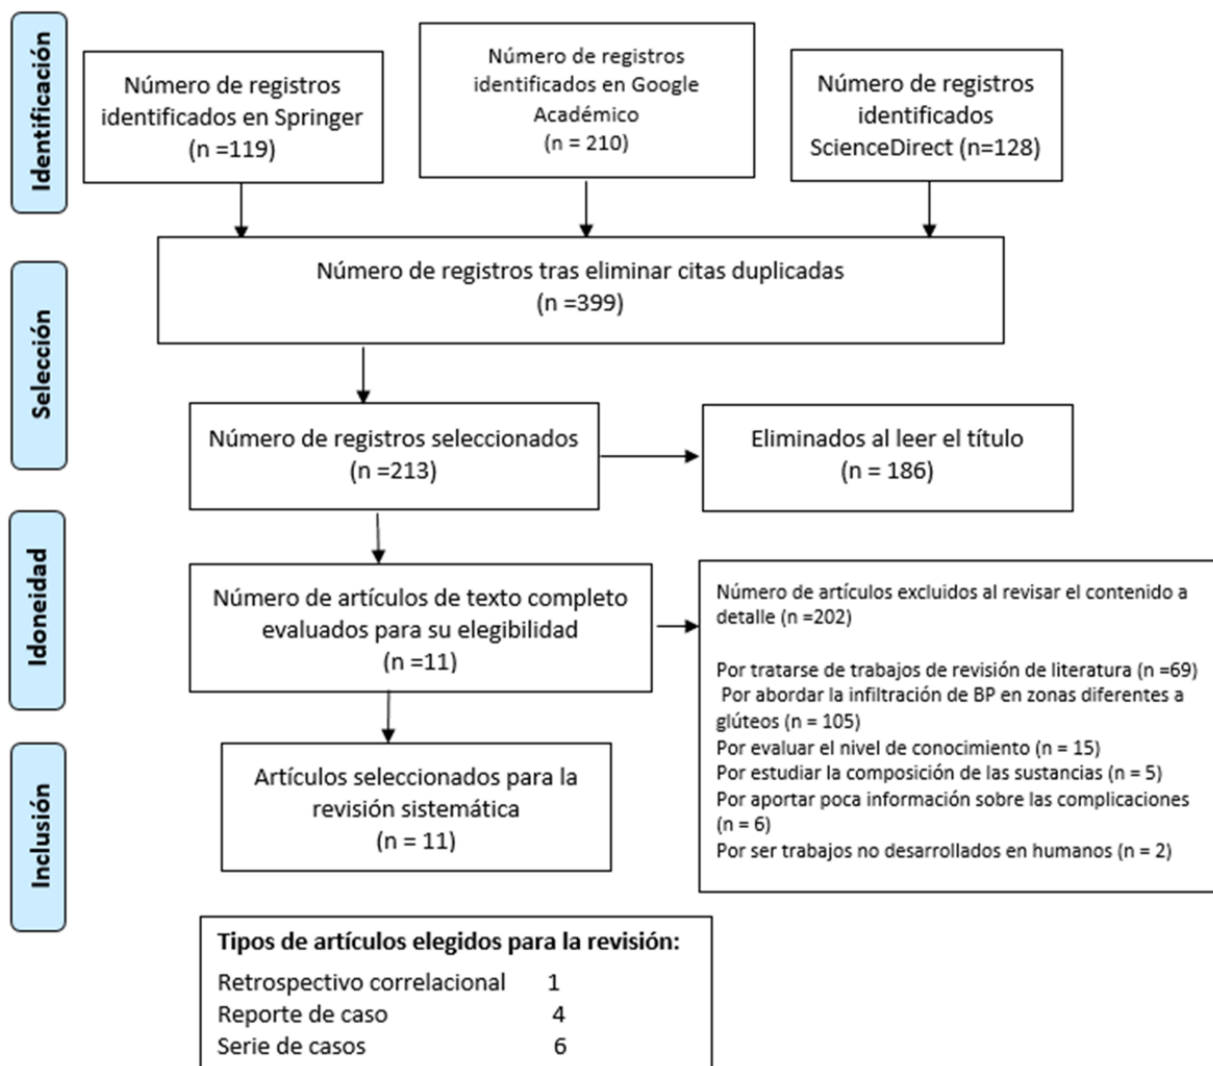 Identificación
Número de registros
identificados en Springer
(n =119)
Número de registros
identificados en Google
Académico
(n = 210)
Número de registros
identificados
ScienceDirect (n=128)
Selección
Número de registros tras eliminar citas duplicadas
(n =399)
Número de registros seleccionados
(n =213)
Eliminados al leer el título
(n = 186)
Idoneidad
Número de artículos de texto completo
evaluados para su elegibilidad
(n =11)
Número de artículos excluidos al revisar el contenido a
detalle (n =202)
Por tratarse de trabajos de revisión de literatura (n =69)
Por abordar la infiltración de BP en zonas diferentes a
glúteos (n = 105)
Por evaluar el nivel de conocimiento (n = 15)
Por estudiar la composición de las sustancias (n = 5)
Por aportar poca información sobre las complicaciones
(n = 6)
Por ser trabajos no desarrollados en humanos (n = 2)
Inclusión
Artículos seleccionados para la
revisión sistemática
(n = 11)
Tipos de artículos elegidos para la revisión:
Retrospectivo correlacional 1
Reporte de caso 4
Serie de casos 6